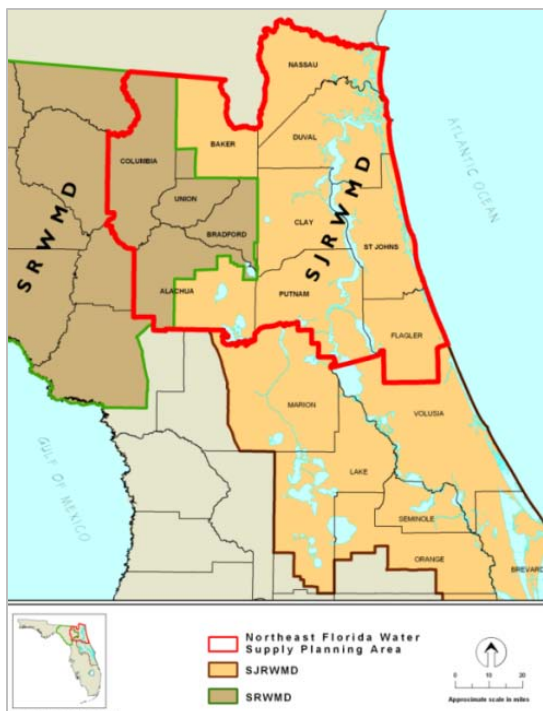 NASSAU
ATLANTIC OCEAN
BAKER
DUVAL
COLUMBIA
UNION
BRADFORD
CLAY
SJRWMD
ST JOHNS
SRWMD
ALACHUA
PUTNAM
FLAGLER
MARION
VOLUSIA
GULF OF MEXICO
LAKE
SEMINOLE
ORANGE
BREVARD
Northeast Florida Water
Supply Planning Area
SJRWMD
SRWMD
0 10 20
Approximate scale in miles